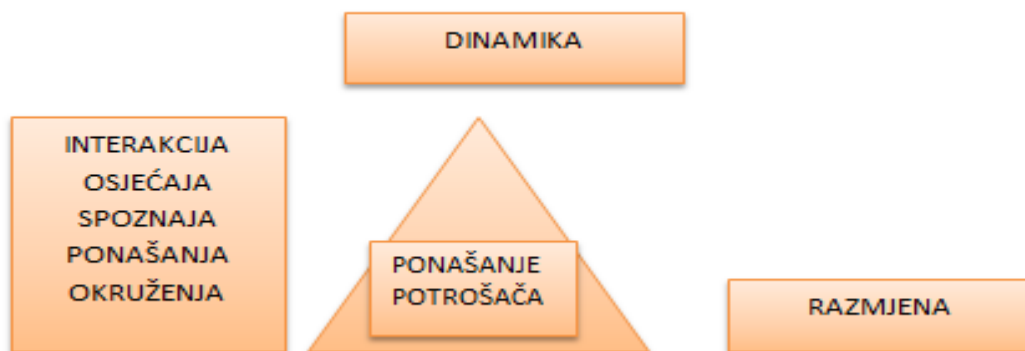 DINAMIKA
INTERAKCIJA
OSJEĆAJA
SPOZNAJA
PONAŠANJA
OKRUŽENJA
PONAŠANJE
POTROŠAČA
RAZMJENA